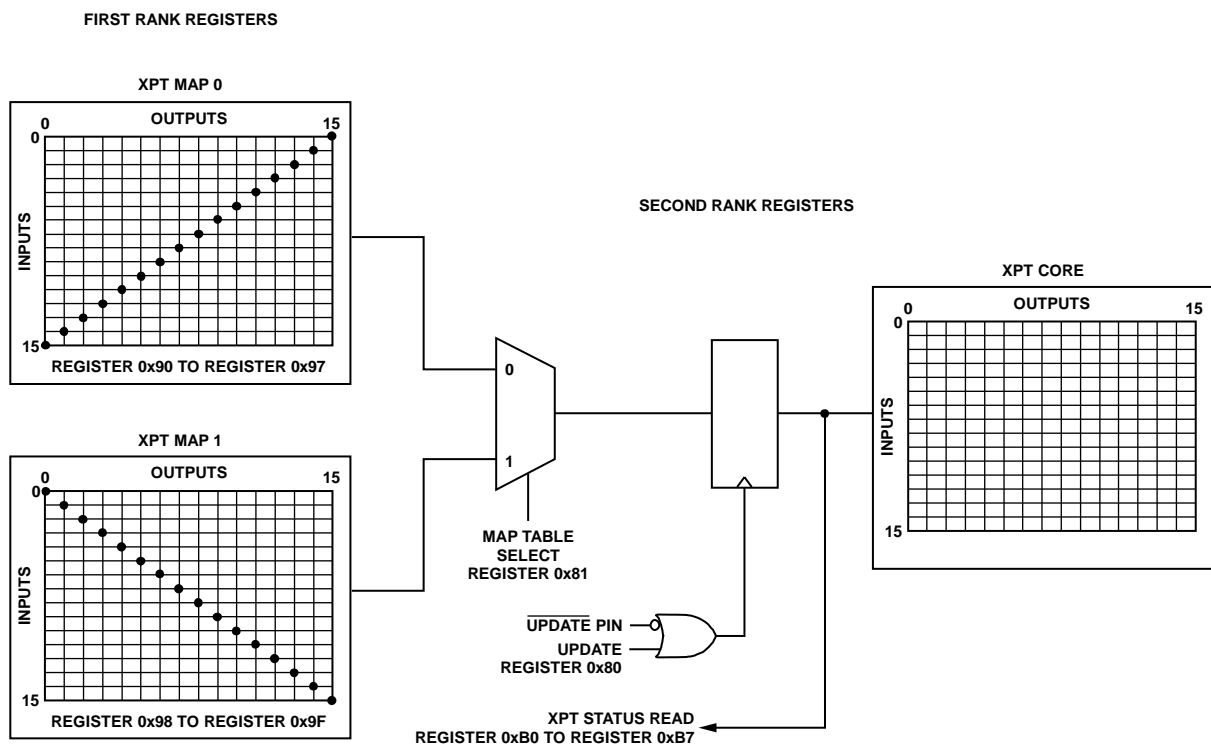 FIRST RANK REGISTERS
XPT MAP 0
OUTPUTS
0 15
0
INPUTS
15
REGISTER 0x90 TO REGISTER 0x97
XPT MAP 1
OUTPUTS
0 15
0
INPUTS
15
REGISTER 0x98 TO REGISTER 0x9F
0
1
MAP TABLE
SELECT
REGISTER 0x81
SECOND RANK REGISTERS
UPDATE PIN
UPDATE
REGISTER 0x80
XPT STATUS READ
REGISTER 0xB0 TO REGISTER 0xB7
XPT CORE
0 15
OUTPUTS
0
INPUTS
15